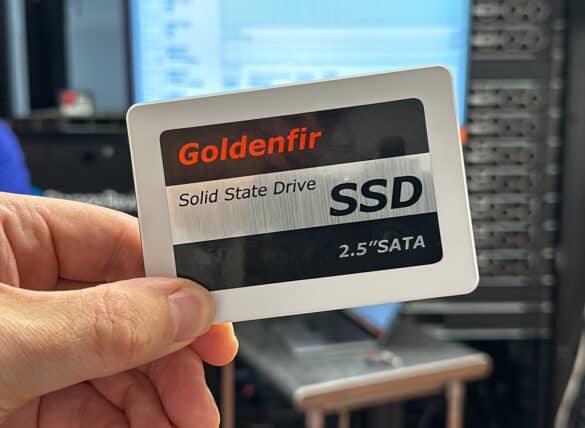 Goldenfir
Solid State Drive
SSD
2.5"SATA